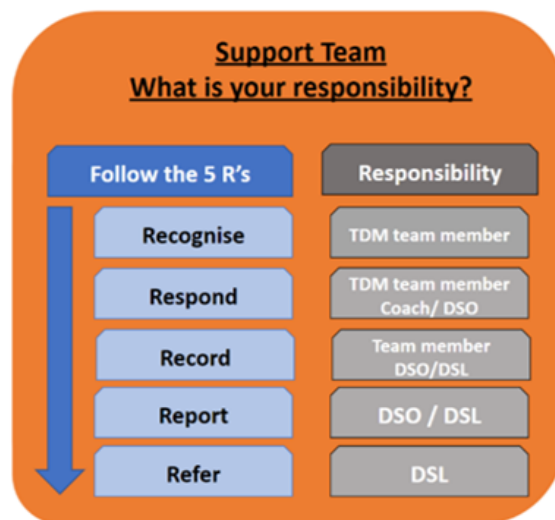 Support Team
What is your responsibility?
Follow the 5 R's
Responsibility
Recognise
TDM team member
Respond
TDM team member
Coach/ DSO
Record
Team member
DSO/DSL
Report
DSO / DSL
Refer
DSL